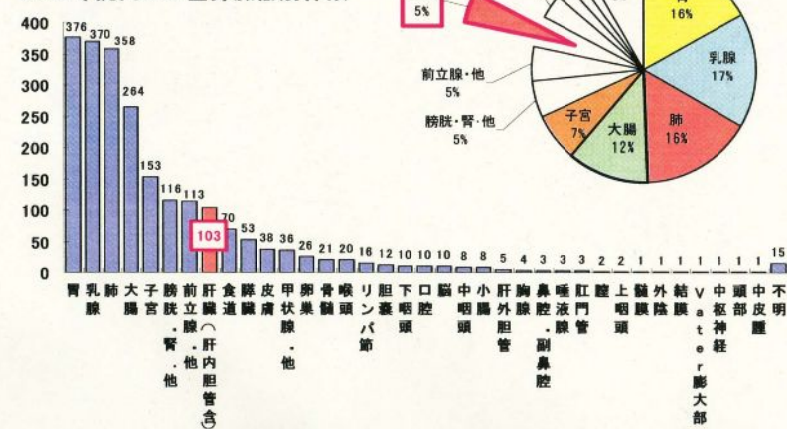 16%
5%
乳腺
17%
前立腺・他
5%
肺
16%
子宮
7%
大腸
12%
膀胱・腎・他
5%
400
350
300
250
200
150
100
50
0
376
370
358
264
153
116
113
103
70
53
38
36
26
21
20
16
12
10
10
10
8
8
5
4
3
3
3
2
2
1
1
1
1
1
1
1
15
胃
乳腺
肺
大腸
子宮
膀胱・腎・他
前立腺・他
肝臓(肝内胆管含)
食道
膵臓
皮膚
甲状腺・他
卵巣
骨髄
喉頭
リンパ節
胆嚢
下咽頭
口腔
脳
中咽頭
小腸
肝外胆管
胸腺
鼻腔・副鼻腔
唾液腺
肛門管
膣
上咽頭
髄膜
外陰
結膜
Vater膨大部
中枢神経
頭部
中皮腫
不明